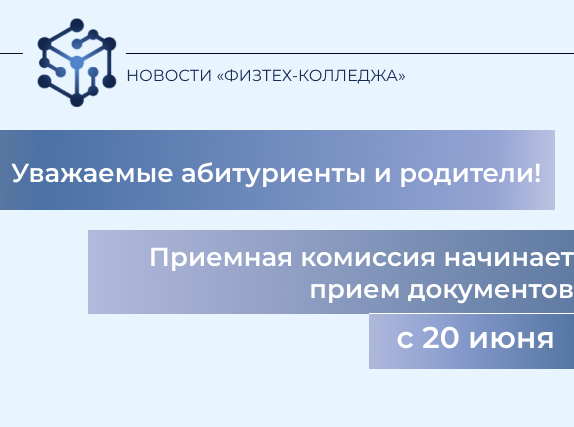 НОВОСТИ «ФИЗТЕХ-КОЛЛЕДЖА»
Уважаемые абитуриенты и родители!
Приемная комиссия начинает
прием документов
с 20 июня